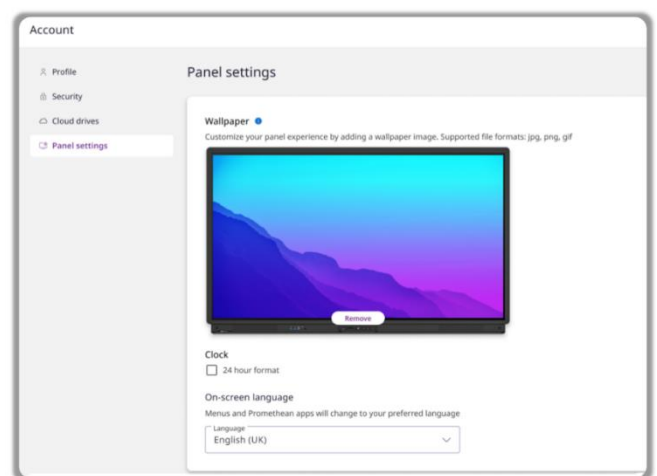 Account
Profile
Security
Cloud drives
Panel settings
Panel settings
Wallpaper
Customize your panel experience by adding a wallpaper image. Supported file formats: jpg, png, gif
Remove
Clock
24 hour format
On-screen language
Menus and Promethean apps will change to your preferred language
Language
English (UK)